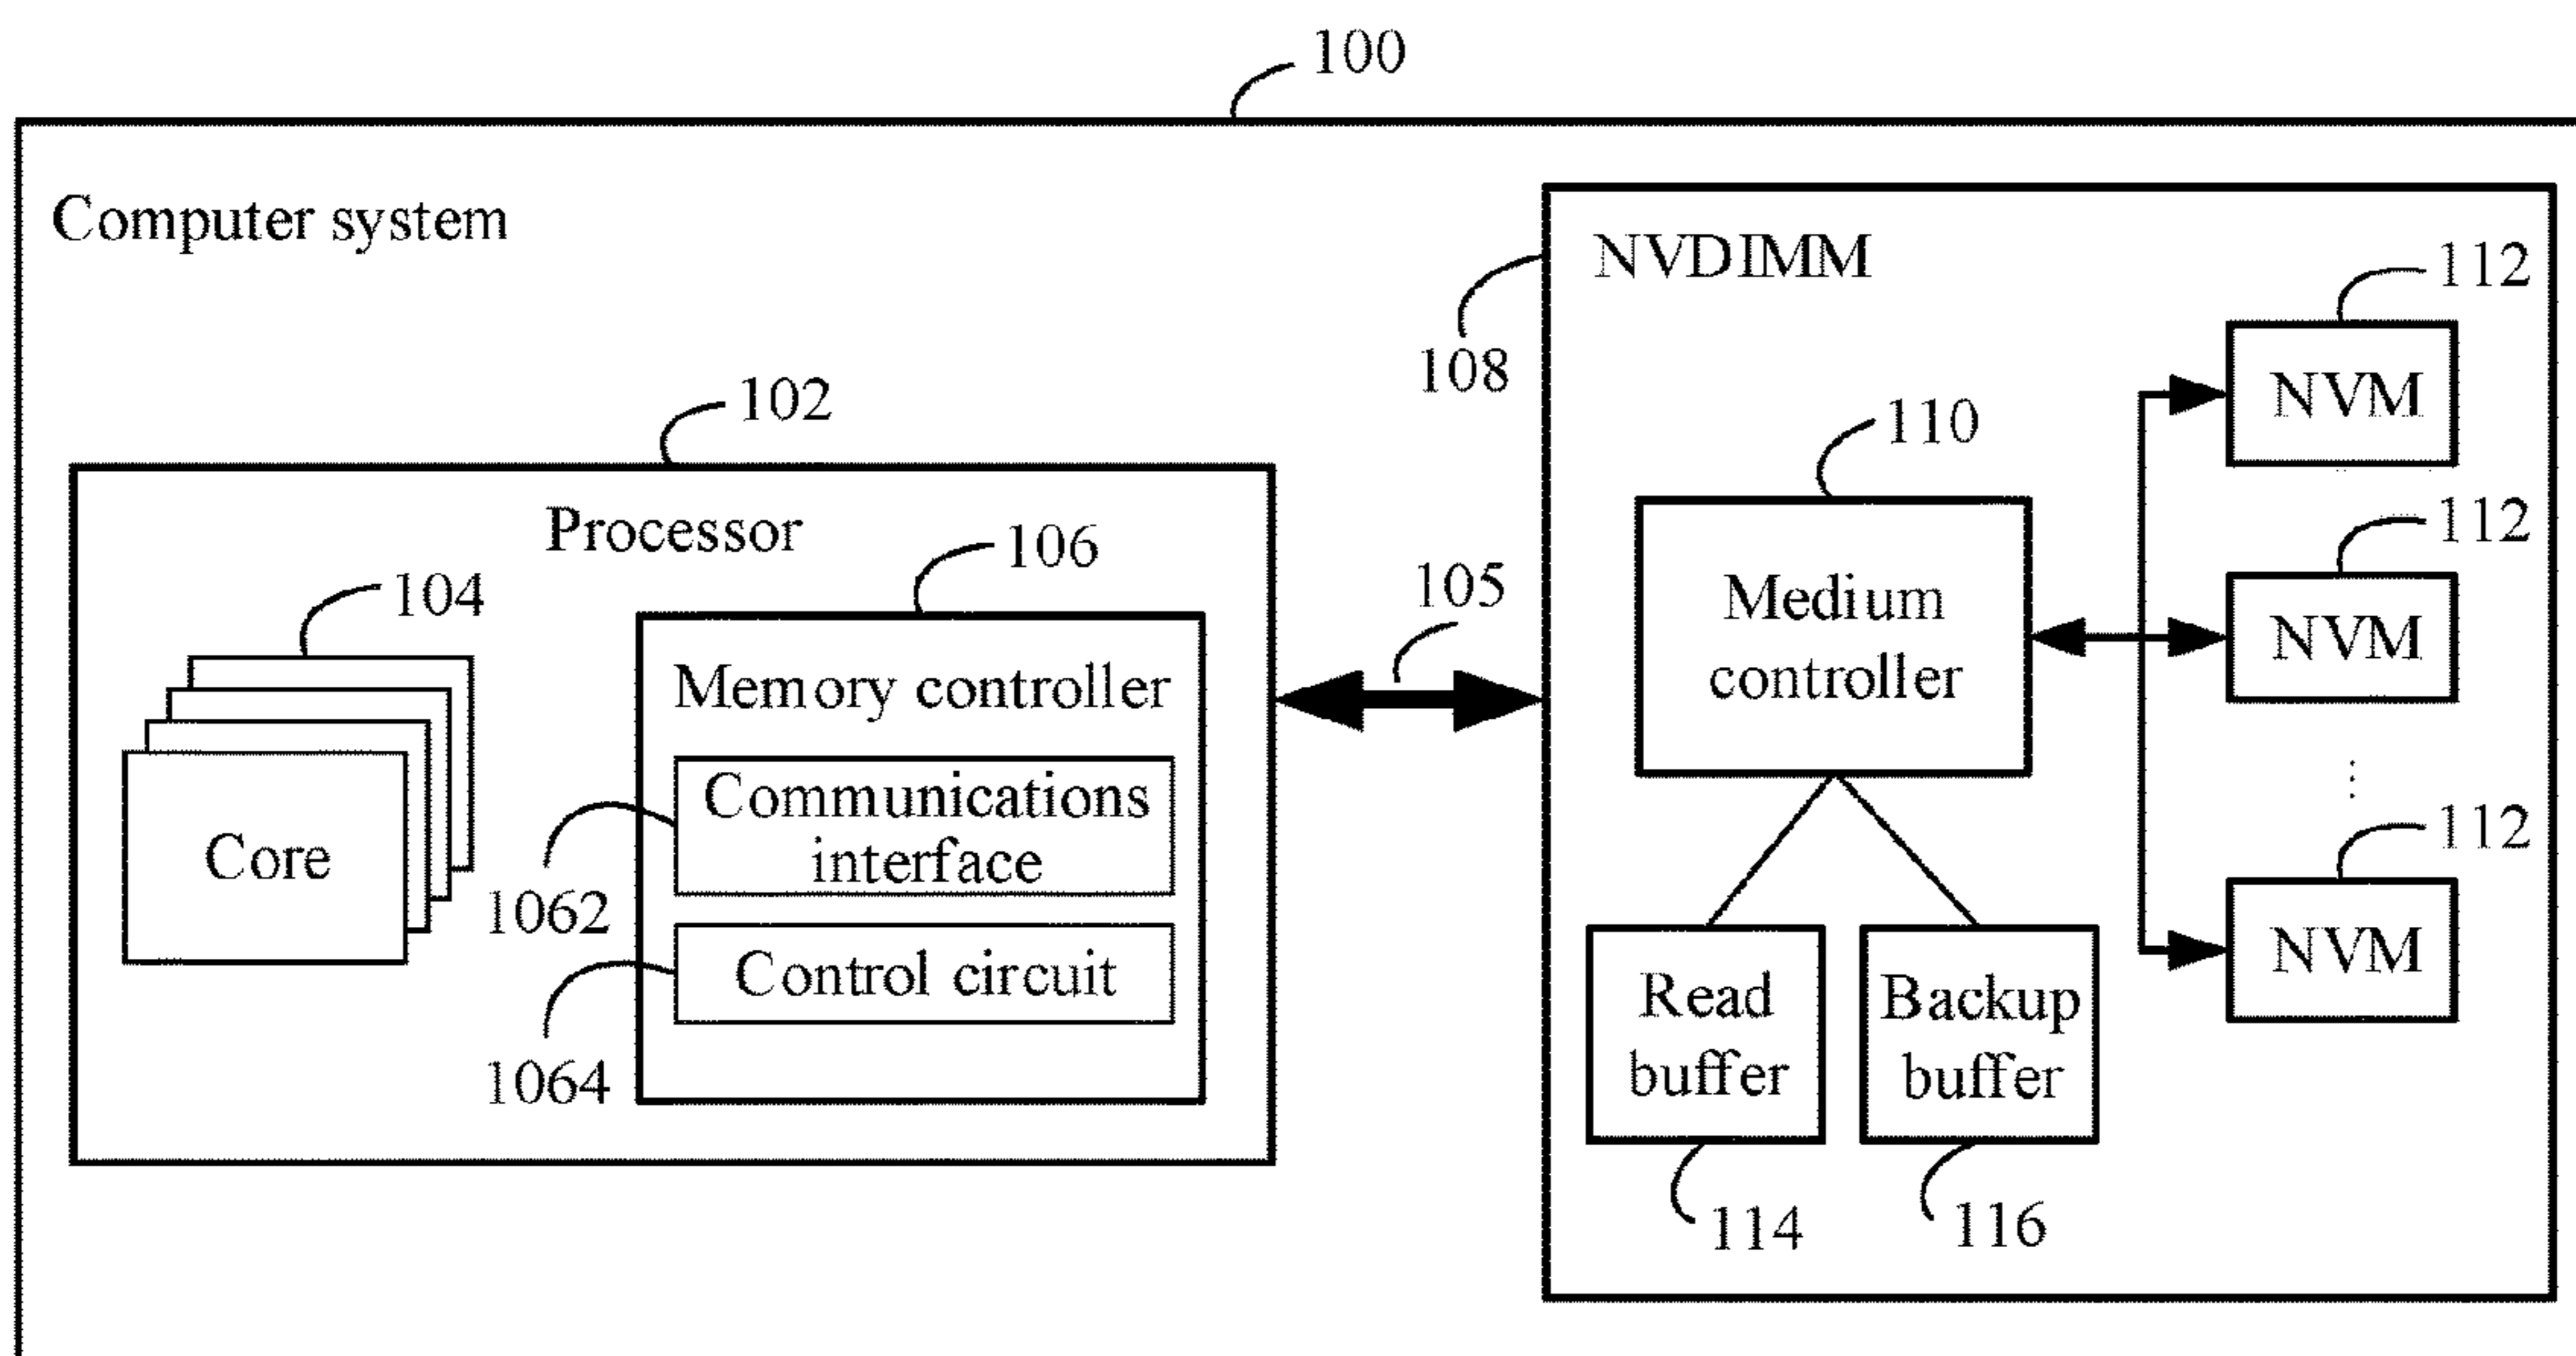 100
Computer system
NVDIMM
112
NVM
108
102
110
Processor
106
112
104
105
Medium
controller
NVM
Memory controller
Communications
interface
Core
1062
112
Control circuit
NVM
Read
buffer
Backup
buffer
1064
114
116